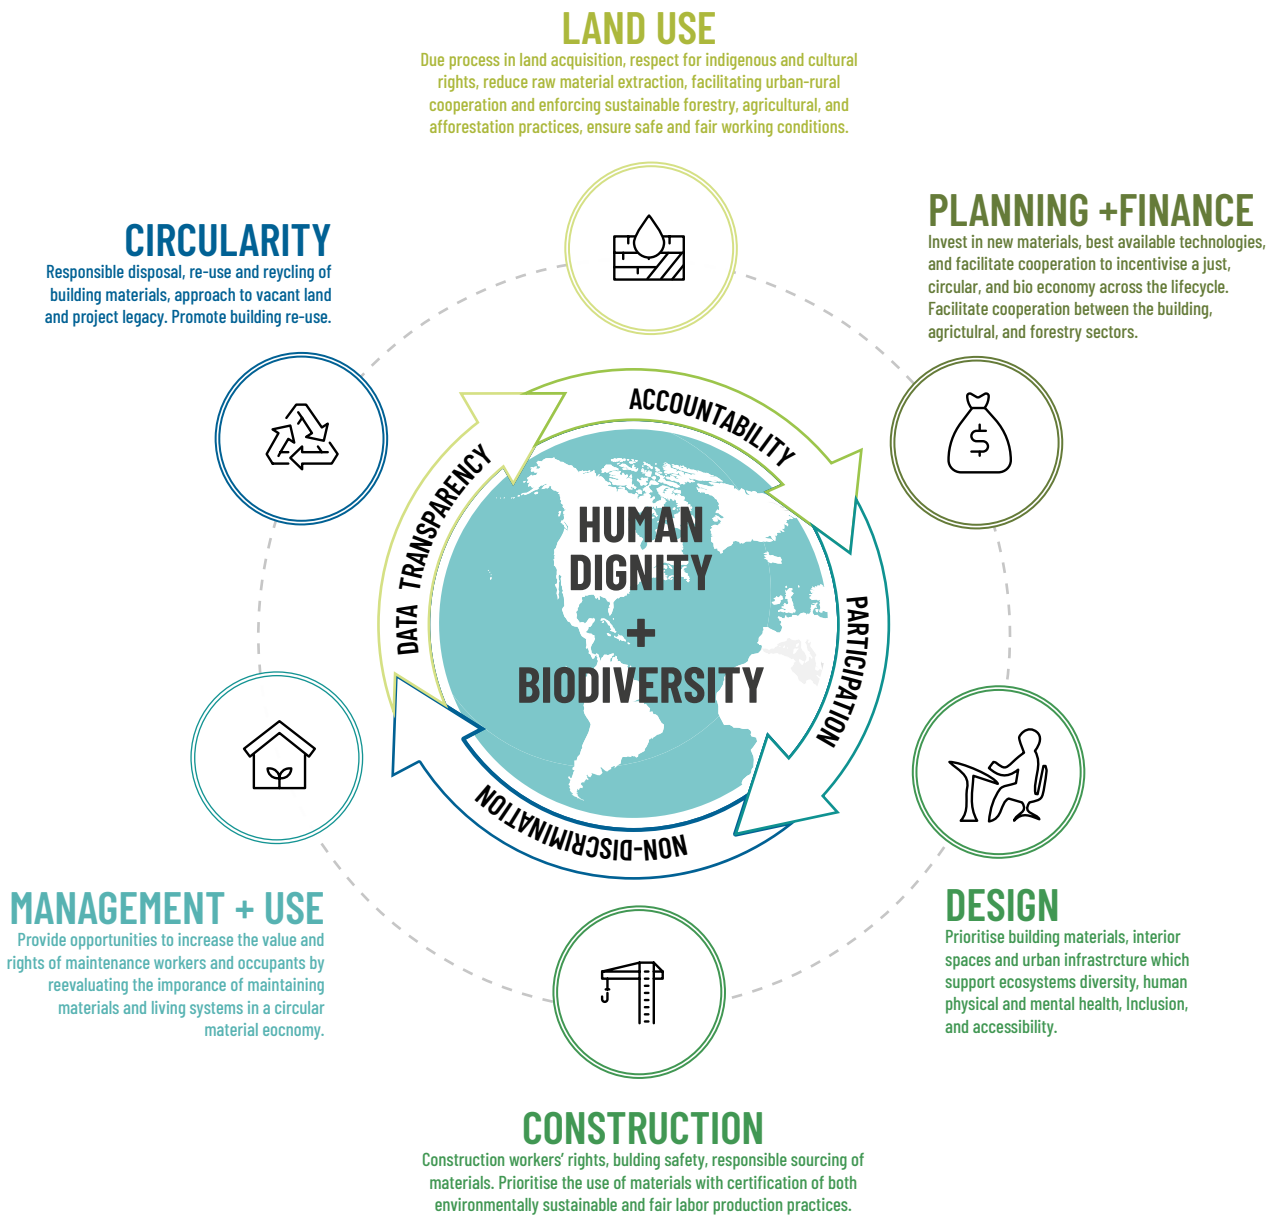 LAND USE
Due process in land acquisition, respect for indigenous and cultural
rights, reduce raw material extraction, facilitating urban-rural
cooperation and enforcing sustainable forestry, agricultural, and
afforestation practices, ensure safe and fair working conditions.
PLANNING +FINANCE
Invest in new materials, best available technologies,
and facilitate cooperation to incentivise a just,
circular, and bio economy across the lifecycle.
Facilitate cooperation between the building,
agrictulral, and forestry sectors.
CIRCULARITY
Responsible disposal, re-use and reycling of
building materials, approach to vacant land
and project legacy. Promote building re-use.
$
ACCOUNTABILITY
DATA TRANSPARENCY
HUMAN
DIGNITY
+
BIODIVERSITY
PARTICIPATION
NON-DISCRIMINATION
MANAGEMENT + USE
Provide opportunities to increase the value and
rights of maintenance workers and occupants by
reevaluating the imporance of maintaining
materials and living systems in a circular
material eocnomy.
DESIGN
Prioritise building materials, interior
spaces and urban infrastrcture which
support ecosystems diversity, human
physical and mental health, Inclusion,
and accessibility.
CONSTRUCTION
Construction workers' rights, bulding safety, responsible sourcing of
materials. Prioritise the use of materials with certification of both
environmentally sustainable and fair labor production practices.